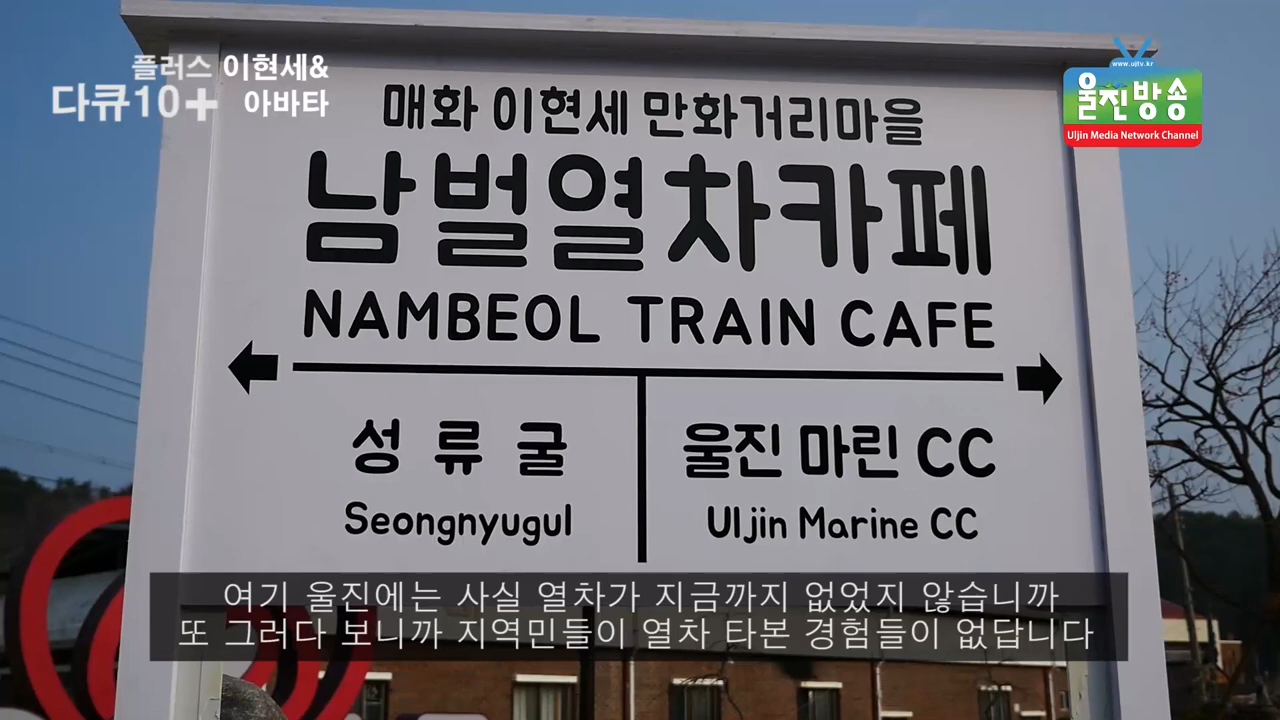 플러스 이현세&
다큐10+ 아바타
www.ujtv.kr
울진방송
Uljin Media Network Channel
매화 이현세 만화거리마을
남벌열차카페
NAMBEOL TRAIN CAFE
성류굴
Seongnyugul
울진 마린 CC
Uljin Marine CC
여기 울진에는 사실 열차가 지금까지 없었지 않습니까
또 그러다 보니까 지역민들이 열차 타본 경험들이 없답니다